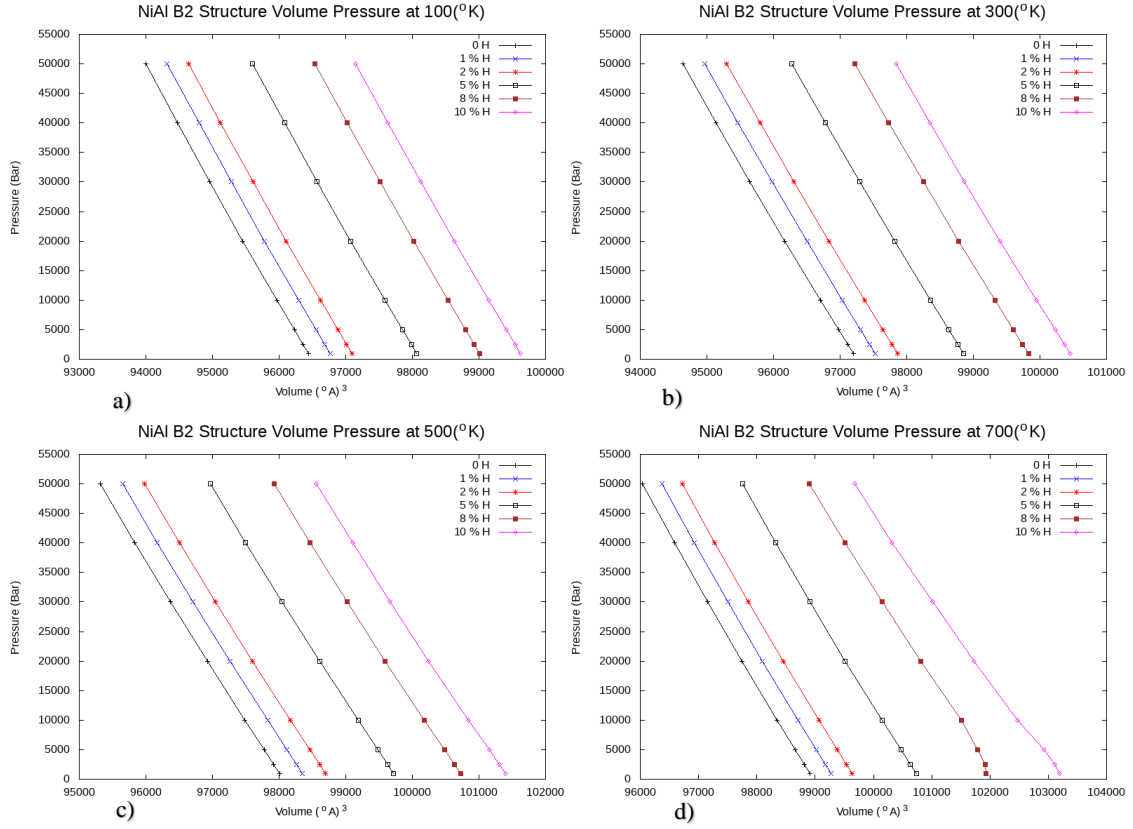 NiAl B2 Structure Volume Pressure at 100(°K)
55000
50000
45000
40000
35000
30000
25000
20000
15000
10000
5000
0
Pressure (Bar)
0 H
1 % H
2 % H
5 % H
8 % H
10 % H
93000 94000 95000 96000 97000 98000 99000 100000
Volume (°A)³
a)
NiAl B2 Structure Volume Pressure at 300(°K)
55000
50000
45000
40000
35000
30000
25000
20000
15000
10000
5000
0
Pressure (Bar)
0 H
1 % H
2 % H
5 % H
8 % H
10 % H
94000 95000 96000 97000 98000 99000 100000 101000
Volume (°A)³
b)
NiAl B2 Structure Volume Pressure at 500(°K)
55000
50000
45000
40000
35000
30000
25000
20000
15000
10000
5000
0
Pressure (Bar)
0 H
1 % H
2 % H
5 % H
8 % H
10 % H
95000 96000 97000 98000 99000 100000 101000 102000
Volume (°A)³
c)
NiAl B2 Structure Volume Pressure at 700(°K)
55000
50000
45000
40000
35000
30000
25000
20000
15000
10000
5000
0
Pressure (Bar)
0 H
1 % H
2 % H
5 % H
8 % H
10 % H
96000 97000 98000 99000 100000 101000 102000 103000 104000
Volume (°A)³
d)